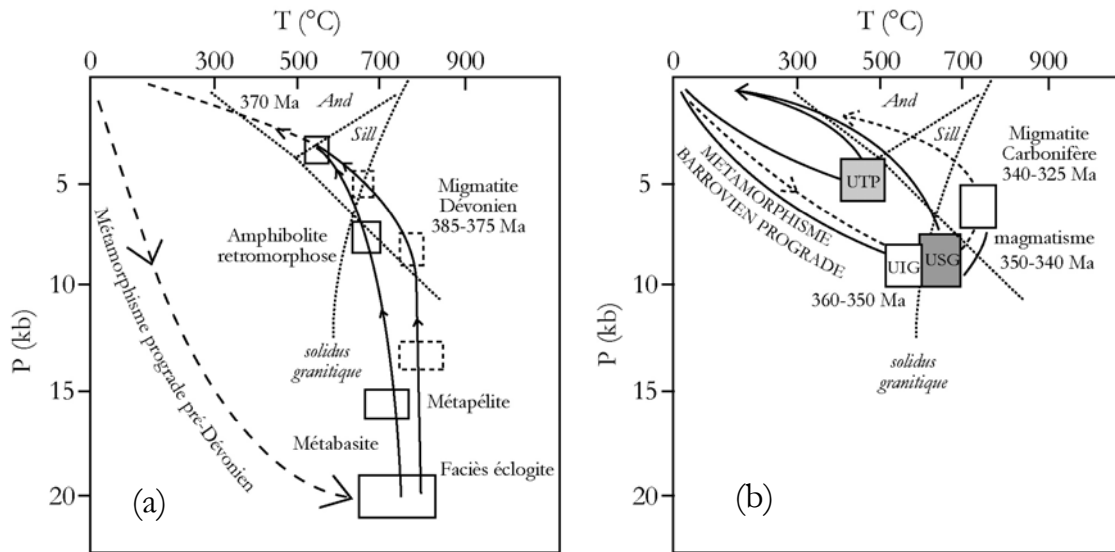 T (°C)
0 300 500 700 900
P (kb)
5
10
15
20
370 Ma
And
Sill
Migmatite
Dévonien
385-375 Ma
Amphibolite
retromorphose
Métamorphisme prograde pré-Dévonien
solidus
granitique
Métapélite
Métabasite
Faciès éclogite
(a)
T (°C)
0 300 500 700 900
P (kb)
5
10
15
20
And
Sill
Migmatite
Carbonifère
340-325 Ma
UTP
METAMORPHISME
BARROVIEN PROGRADE
UIG
USG
magmatisme
350-340 Ma
360-350 Ma
solidus
granitique
(b)